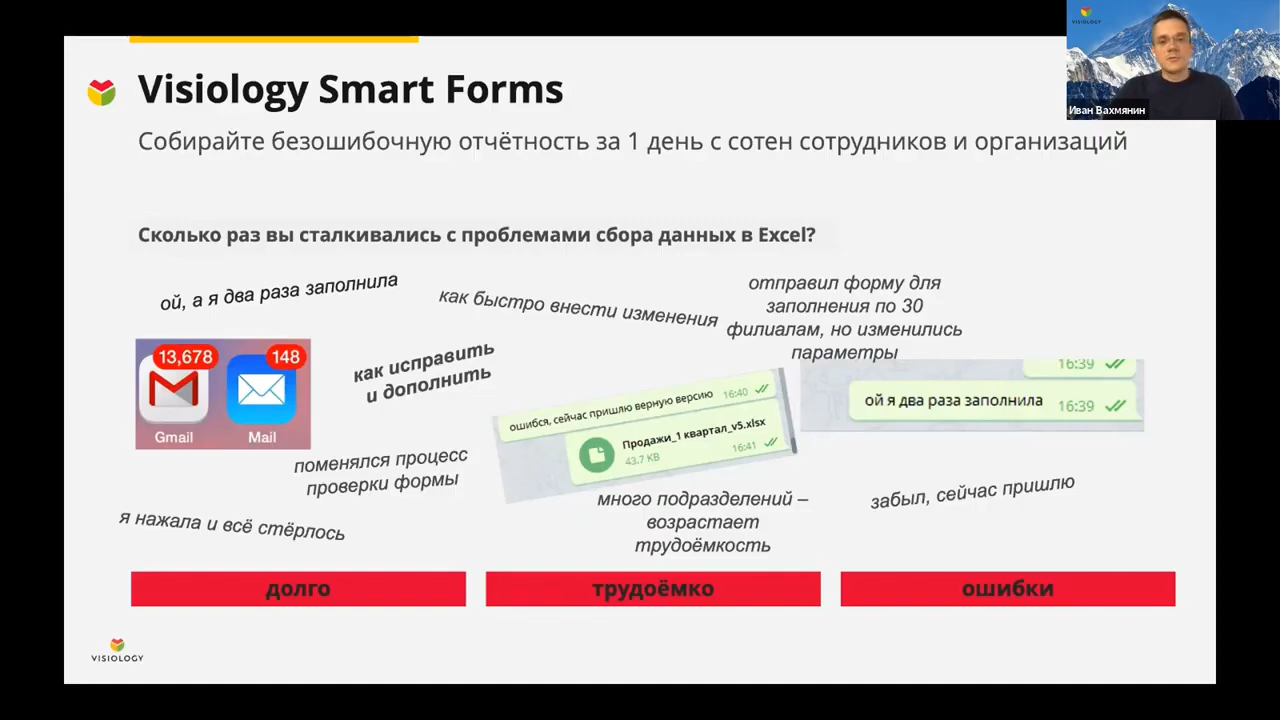 VISIOLOGY
Иван Вахмянин
Visiology Smart Forms
Собирайте безошибочную отчётность за 1 день с сотен сотрудников и организаций
Сколько раз вы сталкивались с проблемами сбора данных в Excel?
ой, а я два раза заполнила
как быстро внести изменения
отправил форму для
заполнения по 30
филиалам, но изменились
параметры
13,678
148
Gmail
Mail
как исправить
и дополнить
ошибся, сейчас пришлю верную версию 16:40
Продажи_1 квартал_v5.xlsx
43.7 KB
16:41
16:39
ой я два раза заполнила 16:39
поменялся процесс
проверки формы
я нажала и всё стёрлось
много подразделений –
возрастает
трудоёмкость
забыл, сейчас пришлю
долго
трудоёмко
ошибки
VISIOLOGY